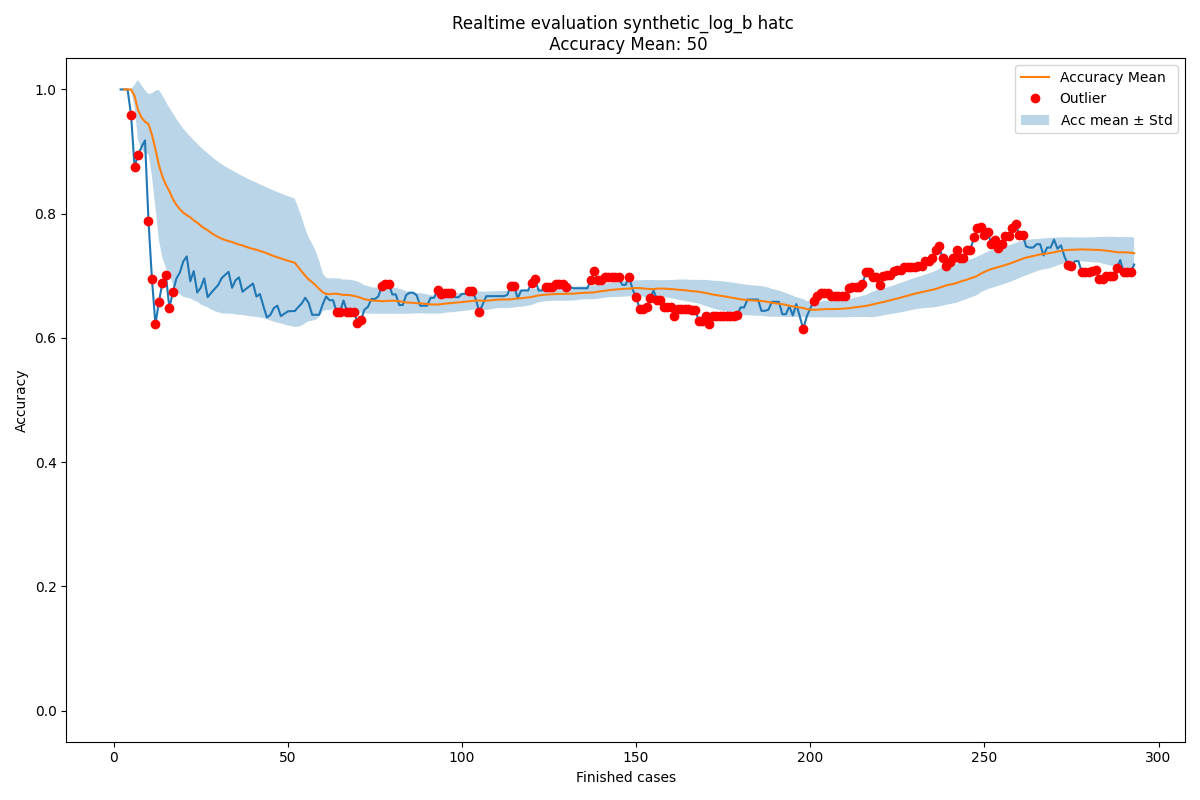 Realtime evaluation synthetic_log_b hatc
Accuracy Mean: 50
Accuracy Mean
Outlier
Acc mean ± Std
Accuracy
1.0
0.8
0.6
0.4
0.2
0.0
0
50
100
150
200
250
300
Finished cases